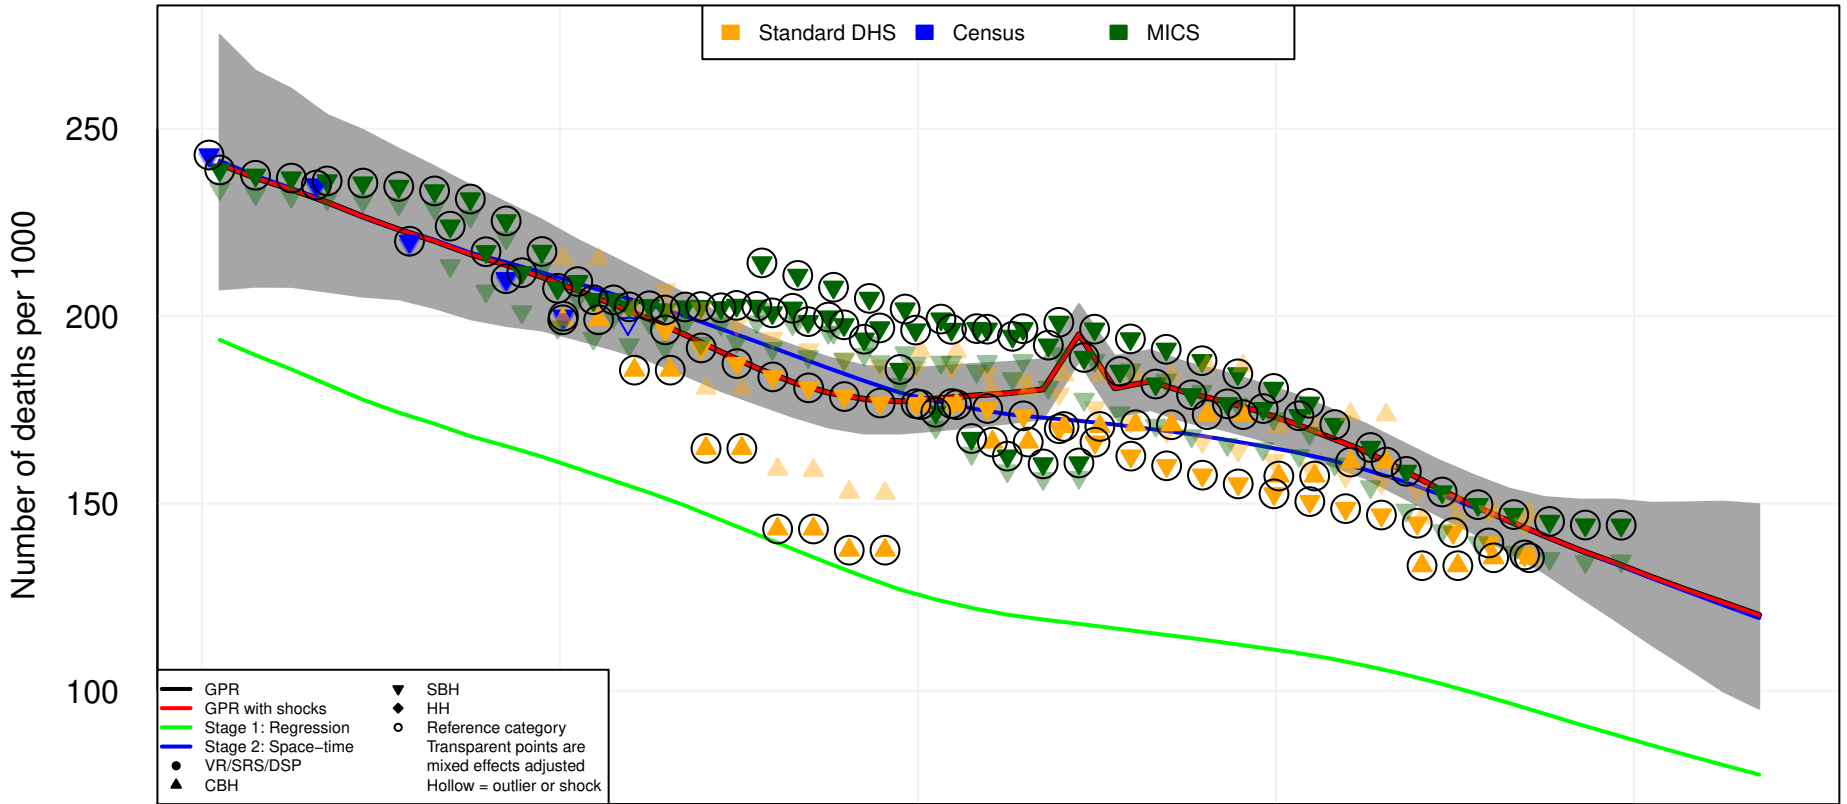 Standard DHS Census MICS
250
200
150
100
Number of deaths per 1000
GPR
GPR with shocks
Stage 1: Regression
Stage 2: Space−time
VR/SRS/DSP
CBH
SBH
HH
Reference category
Transparent points are
mixed effects adjusted
Hollow = outlier or shock